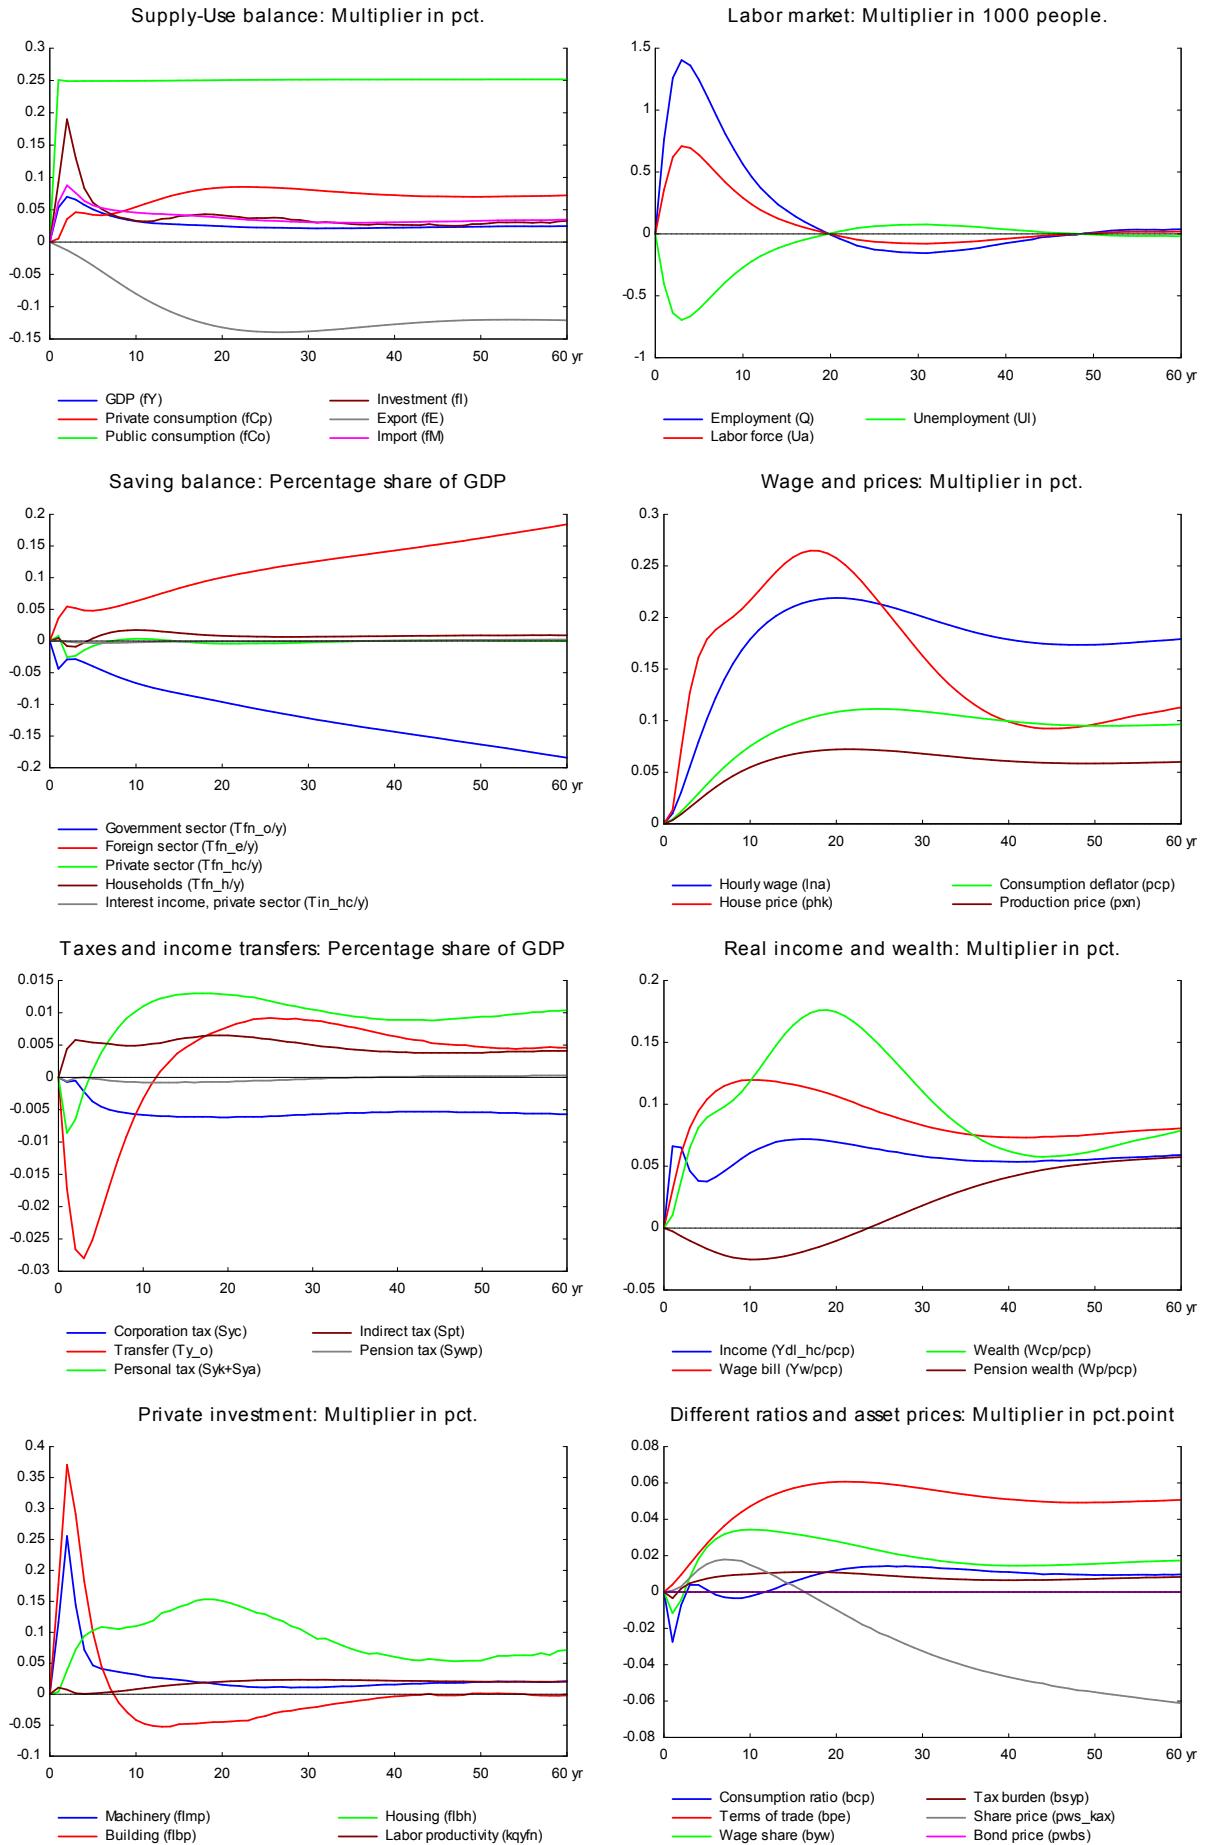 Supply-Use balance: Multiplier in pct.
0.3
0.25
0.2
0.15
0.1
0.05
0
-0.05
-0.1
-0.15
0 10 20 30 40 50 60 yr
GDP (fY)
Investment (fI)
Private consumption (fCp)
Export (fE)
Public consumption (fCo)
Import (fM)
Labor market: Multiplier in 1000 people.
1.5
1
0.5
0
-0.5
-1
0 10 20 30 40 50 60 yr
Employment (Q)
Unemployment (Ul)
Labor force (Ua)
Saving balance: Percentage share of GDP
0.2
0.15
0.1
0.05
0
-0.05
-0.1
-0.15
-0.2
0 10 20 30 40 50 60 yr
Government sector (Tfn_o/y)
Foreign sector (Tfn_e/y)
Private sector (Tfn_hc/y)
Households (Tfn_h/y)
Interest income, private sector (Tin_hc/y)
Wage and prices: Multiplier in pct.
0.3
0.25
0.2
0.15
0.1
0.05
0
0 10 20 30 40 50 60 yr
Hourly wage (lna)
Consumption deflator (pcp)
House price (phk)
Production price (pxn)
Taxes and income transfers: Percentage share of GDP
0.015
0.01
0.005
0
-0.005
-0.01
-0.015
-0.02
-0.025
-0.03
0 10 20 30 40 50 60 yr
Corporation tax (Syc)
Indirect tax (Spt)
Transfer (Ty_o)
Pension tax (Sywp)
Personal tax (Syk+Sya)
Real income and wealth: Multiplier in pct.
0.2
0.15
0.1
0.05
0
-0.05
0 10 20 30 40 50 60 yr
Income (Ydl_hc/pcp)
Wealth (Wcp/pcp)
Wage bill (Yw/pcp)
Pension wealth (Wp/pcp)
Private investment: Multiplier in pct.
0.4
0.35
0.3
0.25
0.2
0.15
0.1
0.05
0
-0.05
-0.1
0 10 20 30 40 50 60 yr
Machinery (fImp)
Housing (fIbh)
Building (fIbp)
Labor productivity (kqyfn)
Different ratios and asset prices: Multiplier in pct.point
0.08
0.06
0.04
0.02
0
-0.02
-0.04
-0.06
-0.08
0 10 20 30 40 50 60 yr
Consumption ratio (bcp)
Tax burden (bsyp)
Terms of trade (bpe)
Share price (pws_kax)
Wage share (byw)
Bond price (pwbs)